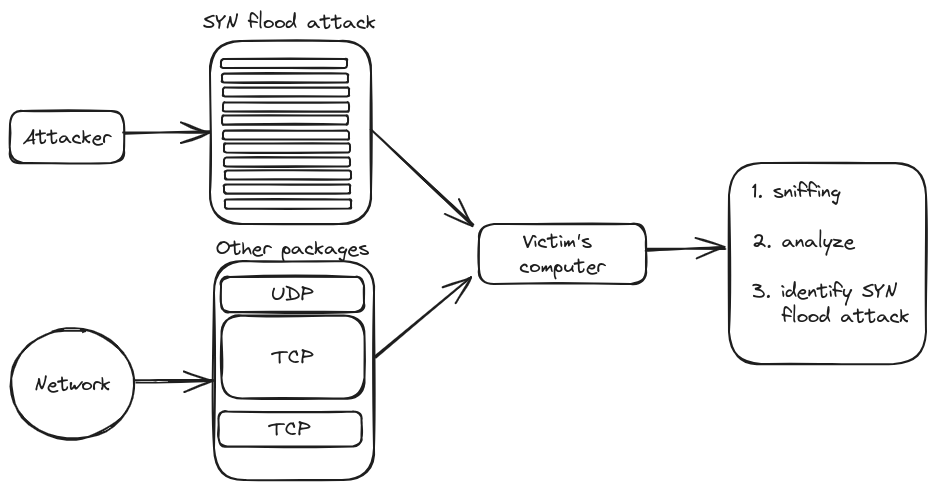 SYN flood attack
Attacker
Other packages
UDP
TCP
TCP
Network
Victim's
computer
1. sniffing
2. analyze
3. identify SYN
flood attack